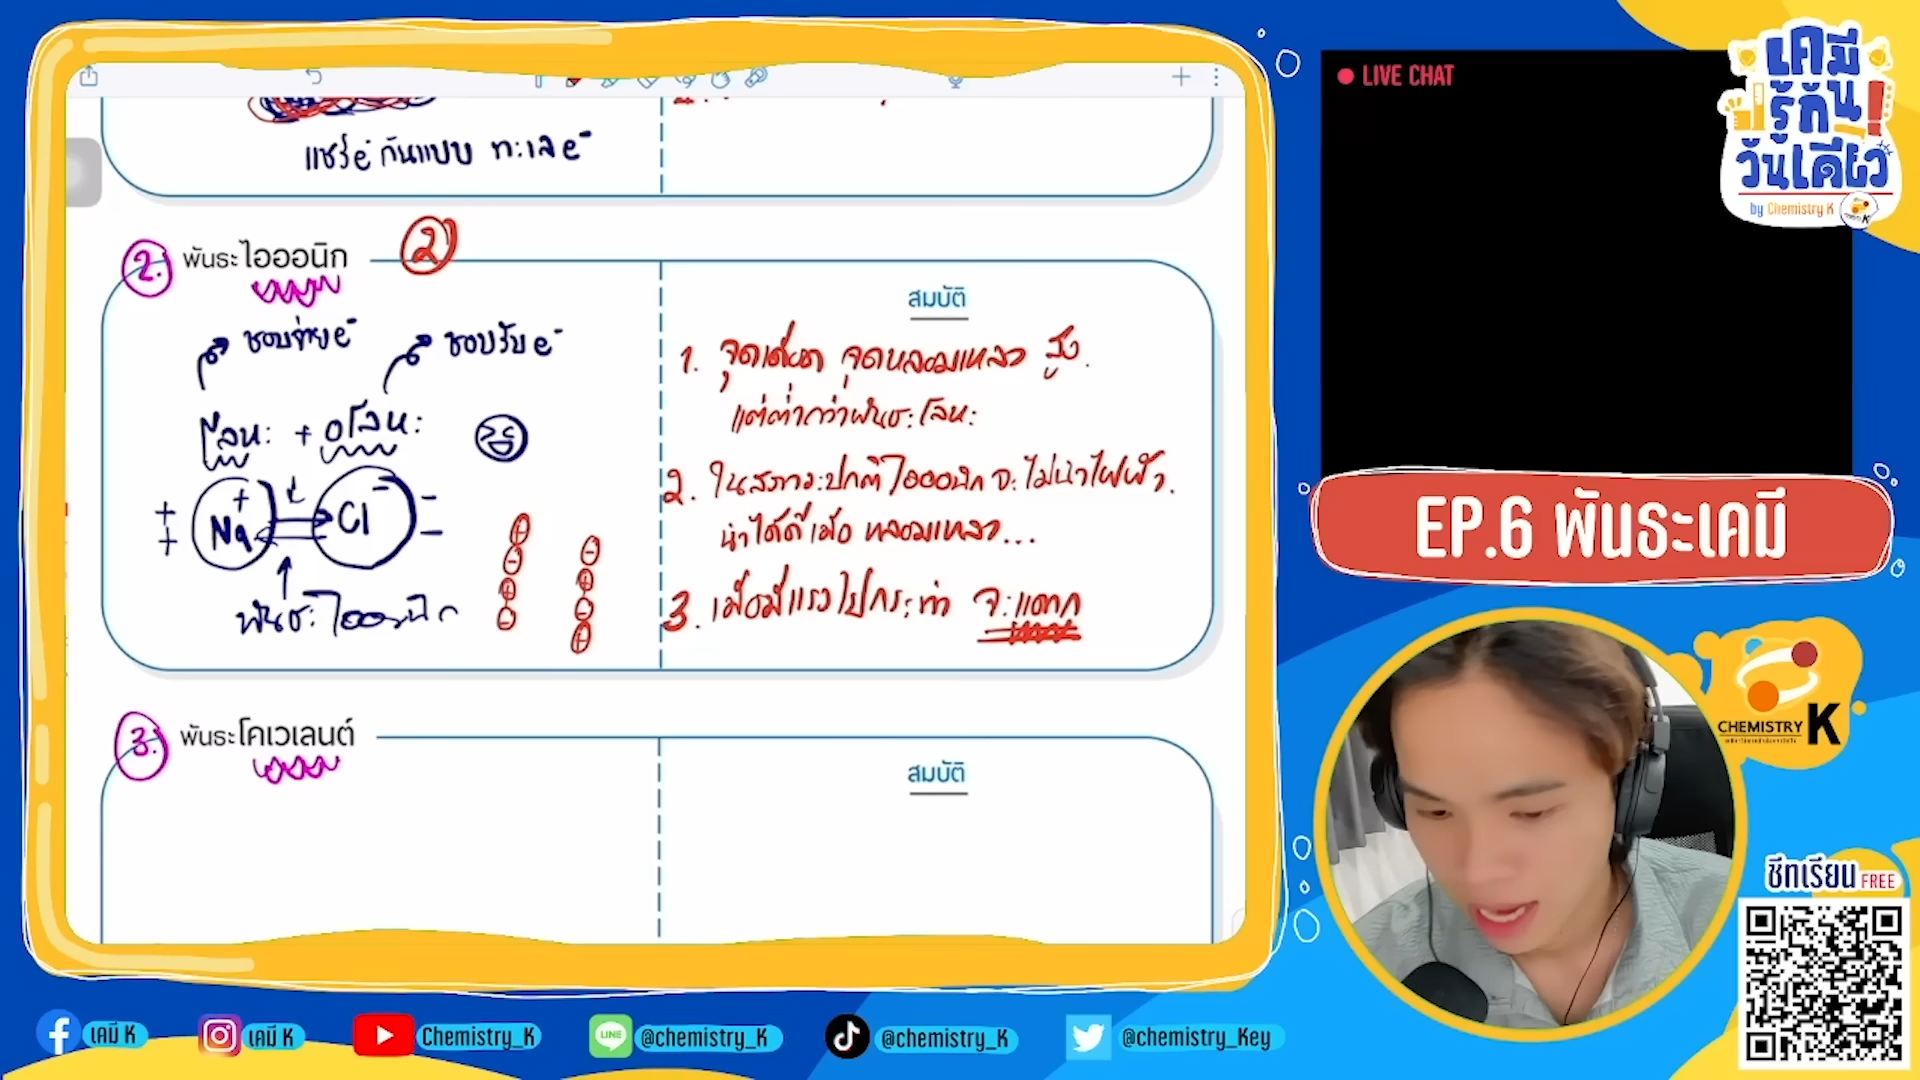 แชร์e⁻ กันแบบ ทะเลe⁻
2. พันธะไอออนิก
2
ชอบจ่ายe⁻
ชอบรับe⁻
โลหะ + อโลหะ
+ + Na + Cl - - -
พันธะไอออนิก
+ - + -
- + - +
สมบัติ
1. จุดเดือด จุดหลอมเหลว สูง.
แต่ต่ำกว่าพันธะโลหะ
2. ในสภาวะปกติไอออนิกจะไม่นำไฟฟ้า.
นำได้ดีเมื่อ หลอมเหลว...
3. เมื่อมีแรงไปกระทำ จะแตก
3. พันธะโคเวเลนต์
สมบัติ
LIVE CHAT
เคมี
รู้กัน!
วันเดียว
by Chemistry K
EP.6 พันธะเคมี
CHEMISTRY K
ชีทเรียน FREE
เคมี K
เคมี K
Chemistry_K
LINE @chemistry_K
@chemistry_K
@chemistry_Key